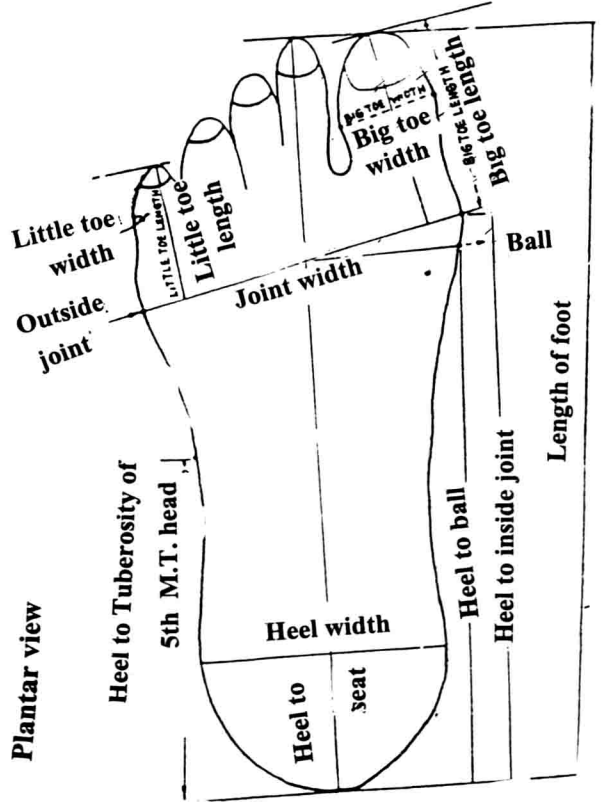 BIG TOE WIDTH
Big toe
width
BIG TOE LENGTH
Big toe length
Little toe
width
LITTLE TOE LENGTH
Little toe
length
Ball
Joint width
Outside
joint
Length of foot
Heel to Tuberosity of
5th M.T. head
Heel to ball
Heel to inside joint
Heel width
Heel to
seat
Plantar view